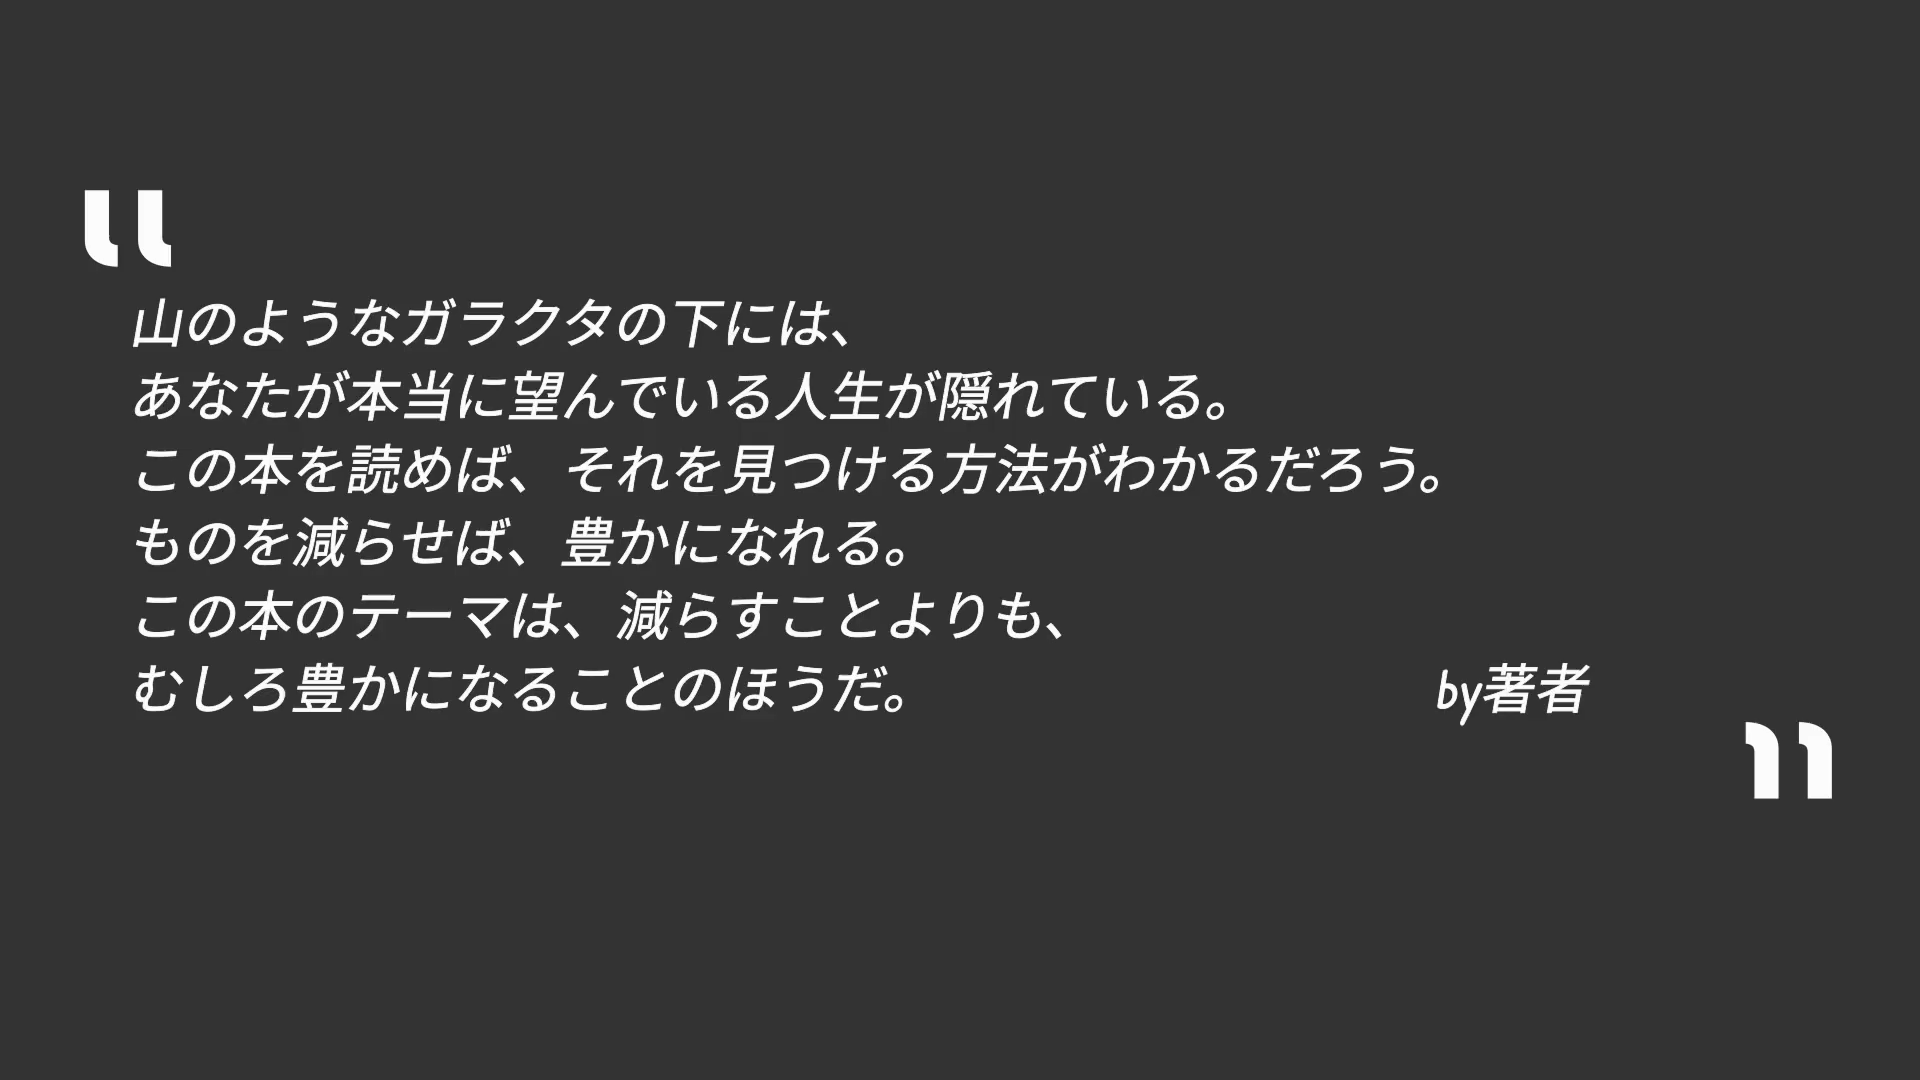 “
山のようなガラクタの下には、
あなたが本当に望んでいる人生が隠れている。
この本を読めば、それを見つける方法がわかるだろう。
ものを減らせば、豊かになれる。
この本のテーマは、減らすことよりも、
むしろ豊かになることのほうだ。 by著者
”